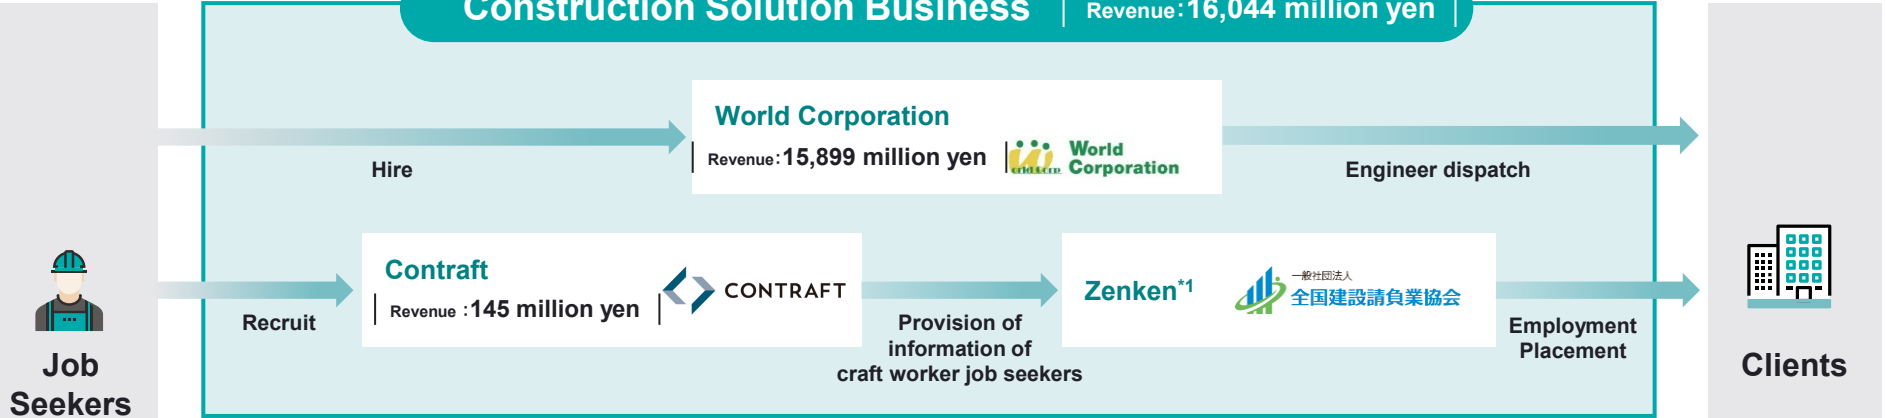 Construction Solution Business | Revenue:16,044 million yen |
World Corporation
| Revenue:15,899 million yen |
World
Corporation
Hire
Engineer dispatch
Contraft
| Revenue :145 million yen |
CONTRAFT
Zenken*1
一般社団法人
全国建設請負業協会
Recruit
Provision of
information of
craft worker job seekers
Employment
Placement
Job
Seekers
Clients